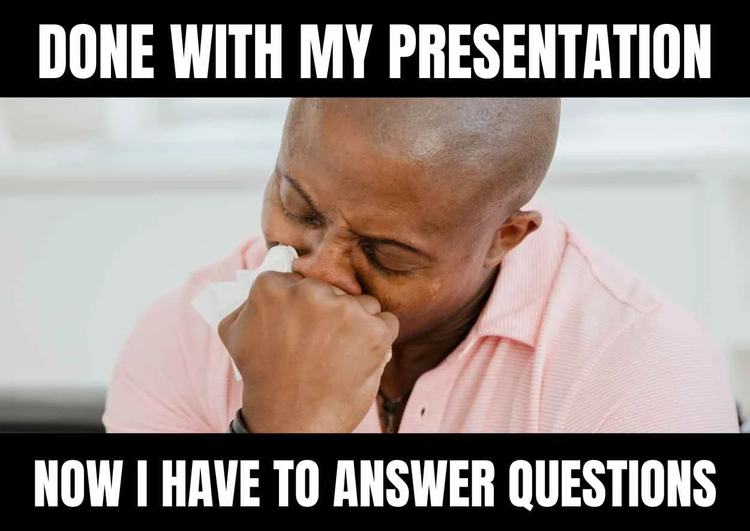 DONE WITH MY PRESENTATION
NOW I HAVE TO ANSWER QUESTIONS